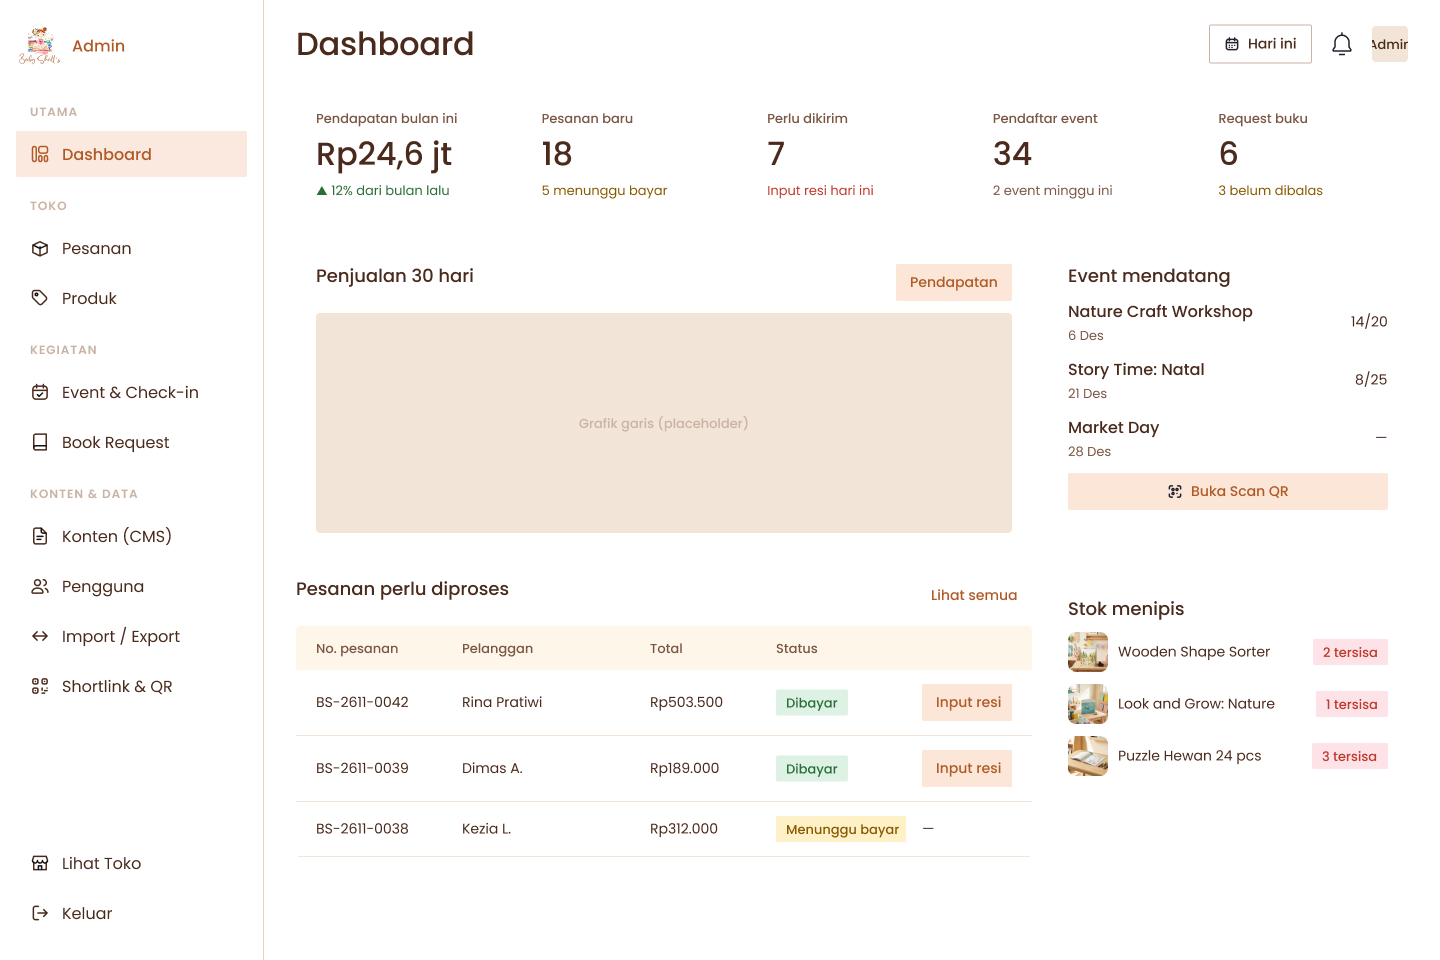 Baby Shell's
Admin
UTAMA
Dashboard
TOKO
Pesanan
Produk
KEGIATAN
Event & Check-in
Book Request
KONTEN & DATA
Konten (CMS)
Pengguna
Import / Export
Shortlink & QR
Lihat Toko
Keluar
Dashboard
Hari ini
Admin
Pendapatan bulan ini
Rp24,6 jt
▲ 12% dari bulan lalu
Pesanan baru
18
5 menunggu bayar
Perlu dikirim
7
Input resi hari ini
Pendaftar event
34
2 event minggu ini
Request buku
6
3 belum dibalas
Penjualan 30 hari
Pendapatan
Grafik garis (placeholder)
Event mendatang
Nature Craft Workshop
6 Des
14/20
Story Time: Natal
21 Des
8/25
Market Day
28 Des
—
Buka Scan QR
Pesanan perlu diproses
Lihat semua
No. pesanan Pelanggan Total Status
BS-2611-0042 Rina Pratiwi Rp503.500 Dibayar Input resi
BS-2611-0039 Dimas A. Rp189.000 Dibayar Input resi
BS-2611-0038 Kezia L. Rp312.000 Menunggu bayar —
Stok menipis
Wooden Shape Sorter 2 tersisa
Look and Grow: Nature 1 tersisa
Puzzle Hewan 24 pcs 3 tersisa